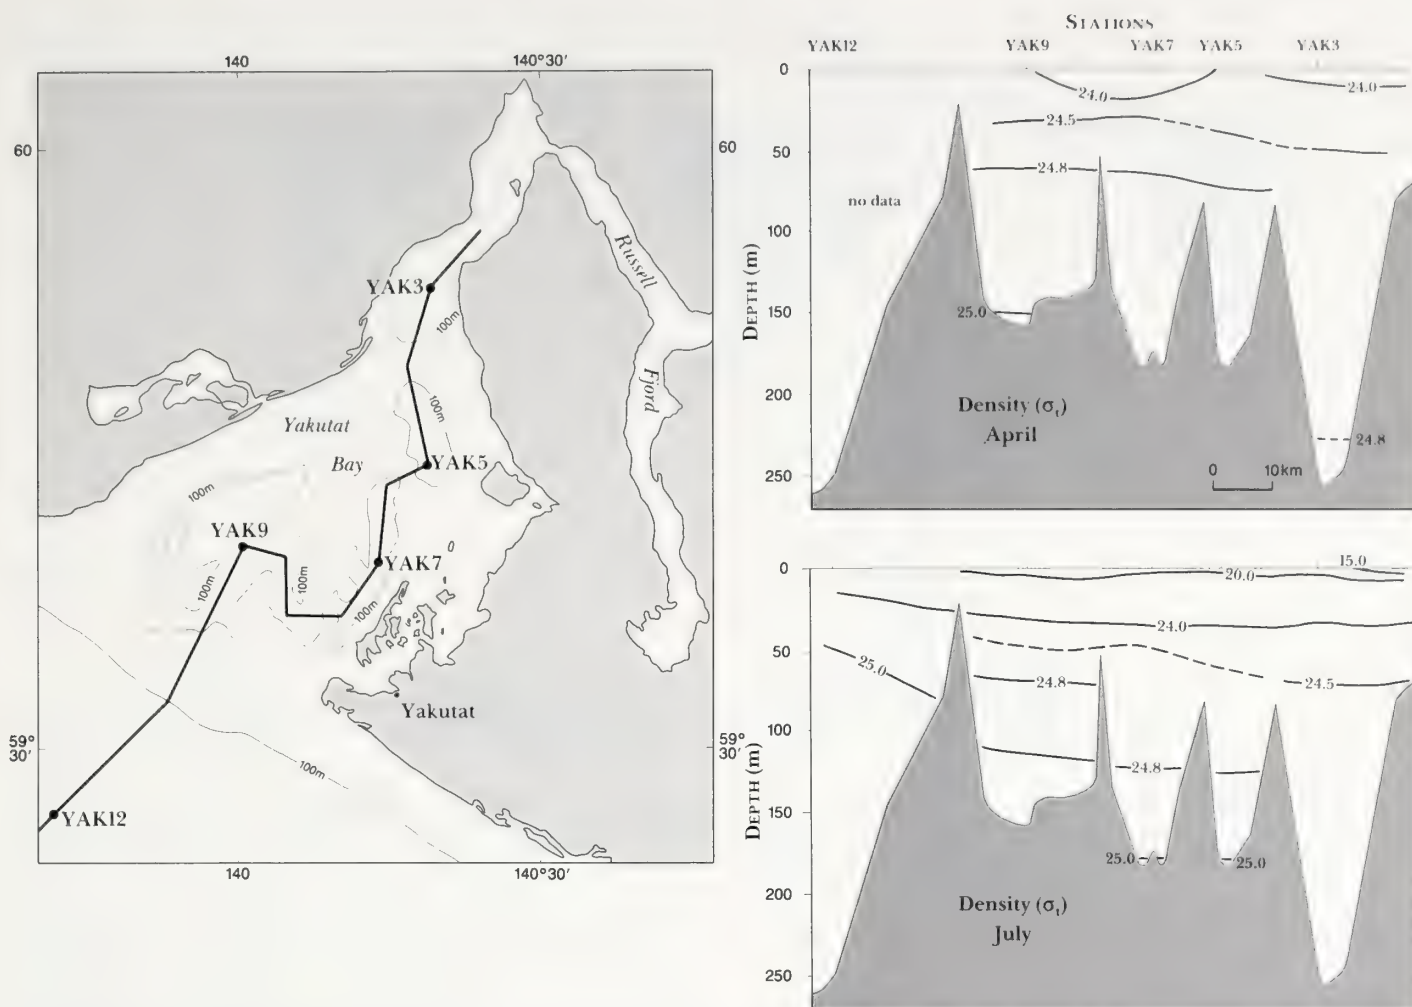 140
140°30'
60
60
Russell
Fjord
YAK3
100m
Yakutat
Bay
100m
YAK5
YAK9
YAK7
100m
100m
100m
Yakutat
59°
30'
59°
30'
100m
YAK12
140
140°30'
STATIONS
YAK12 YAK9 YAK7 YAK5 YAK3
0
50
100
150
200
250
DEPTH (m)
24.0
24.0
24.5
24.8
no data
25.0
24.8
Density (σt)
April
0 10km
0
50
100
150
200
250
DEPTH (m)
15.0
20.0
24.0
25.0
24.8
24.5
24.8
25.0
25.0
Density (σt)
July